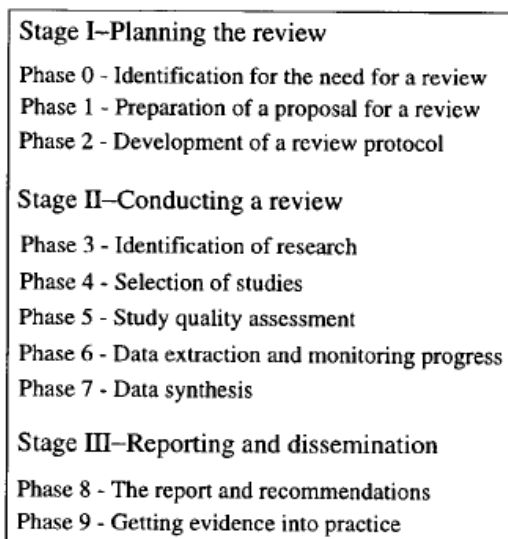 Stage I–Planning the review
Phase 0 - Identification for the need for a review
Phase 1 - Preparation of a proposal for a review
Phase 2 - Development of a review protocol
Stage II–Conducting a review
Phase 3 - Identification of research
Phase 4 - Selection of studies
Phase 5 - Study quality assessment
Phase 6 - Data extraction and monitoring progress
Phase 7 - Data synthesis
Stage III–Reporting and dissemination
Phase 8 - The report and recommendations
Phase 9 - Getting evidence into practice